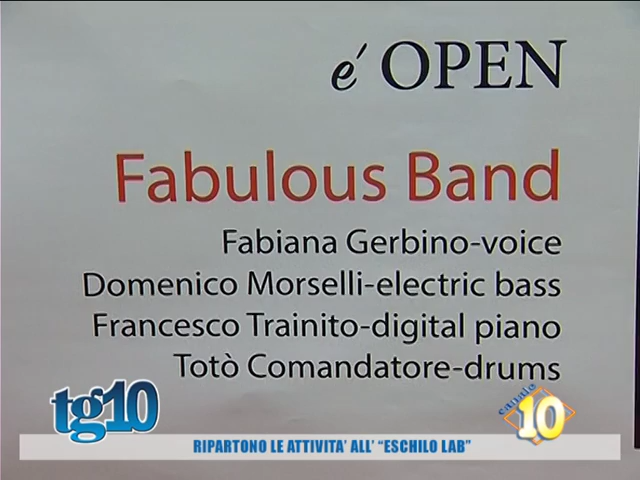 é OPEN
Fabulous Band
Fabiana Gerbino-voice
Domenico Morselli-electric bass
Francesco Trainito-digital piano
Totò Comandatore-drums
tg10
canale 10
RIPARTONO LE ATTIVITA' ALL' "ESCHILO LAB"